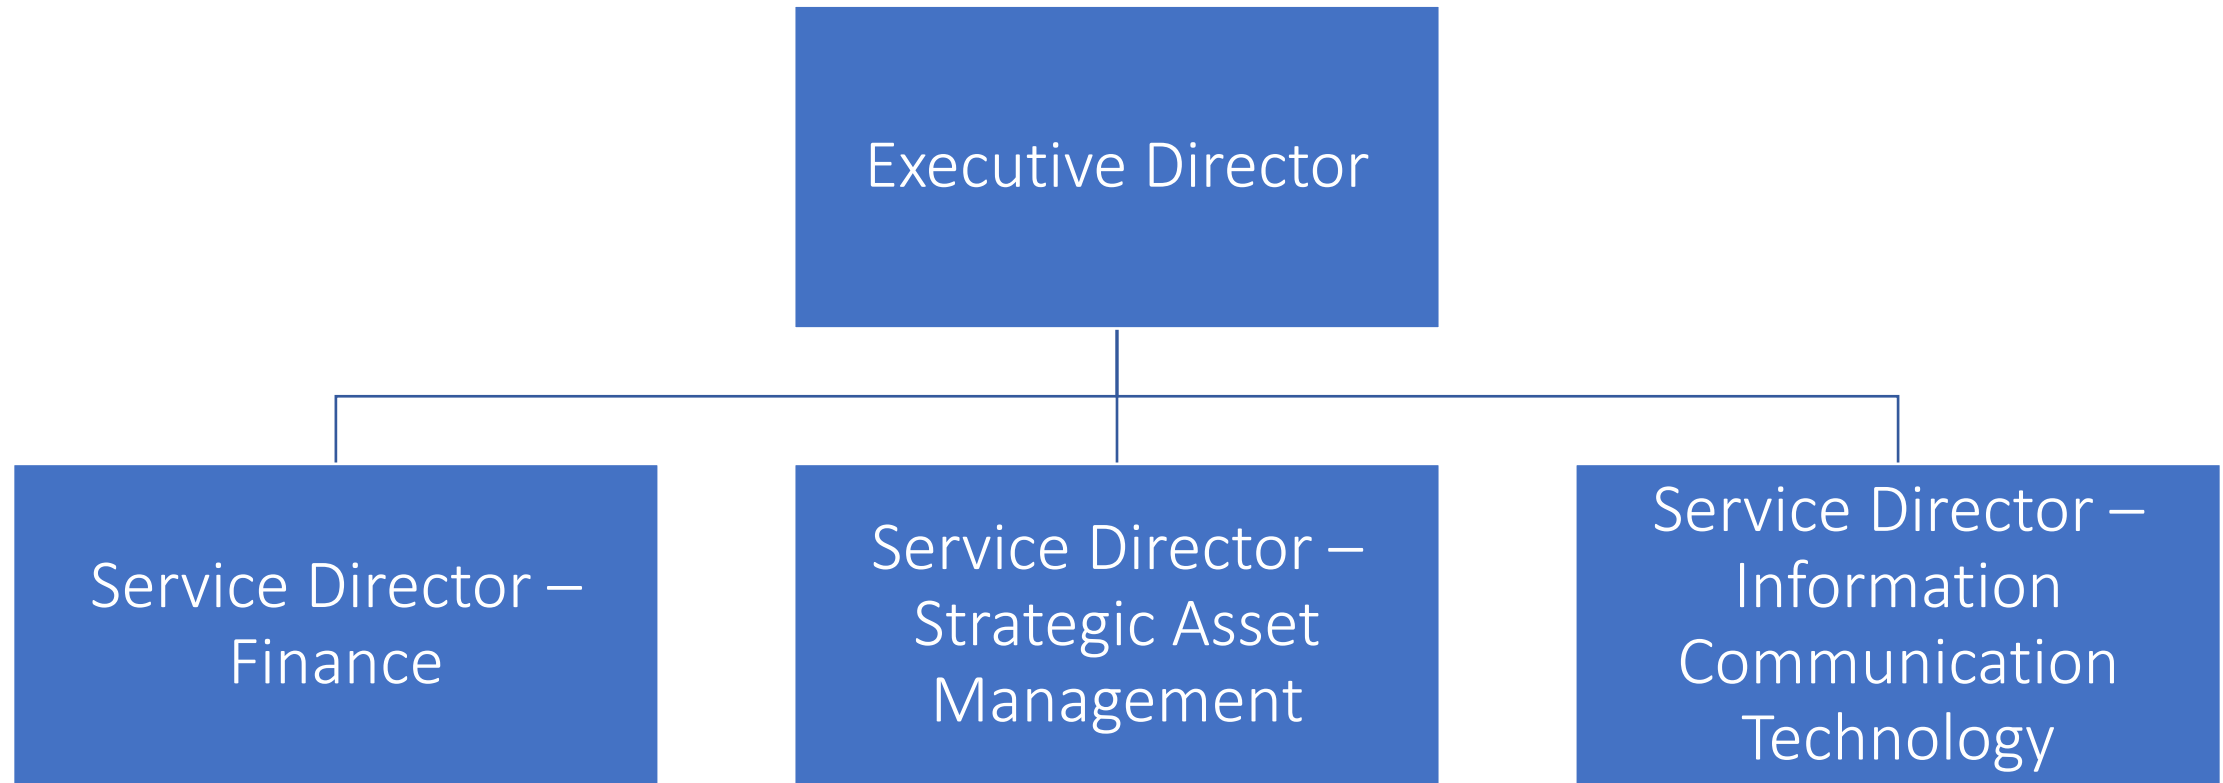 Executive Director
Service Director –
Finance
Service Director –
Strategic Asset
Management
Service Director –
Information
Communication
Technology